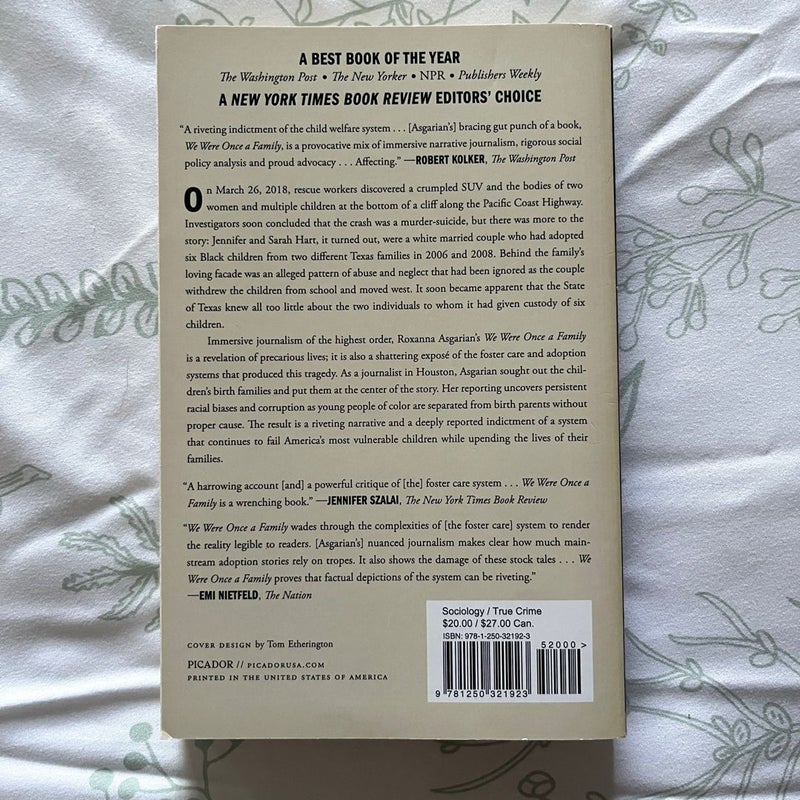 A BEST BOOK OF THE YEAR
The Washington Post • The New Yorker • NPR • Publishers Weekly
A NEW YORK TIMES BOOK REVIEW EDITORS' CHOICE
“A riveting indictment of the child welfare system . . . [Asgarian's] bracing gut punch of a book,
We Were Once a Family, is a provocative mix of immersive narrative journalism, rigorous social
policy analysis and proud advocacy . . . Affecting.” —ROBERT KOLKER, The Washington Post
On March 26, 2018, rescue workers discovered a crumpled SUV and the bodies of two
women and multiple children at the bottom of a cliff along the Pacific Coast Highway.
Investigators soon concluded that the crash was a murder-suicide, but there was more to the
story: Jennifer and Sarah Hart, it turned out, were a white married couple who had adopted
six Black children from two different Texas families in 2006 and 2008. Behind the family's
loving facade was an alleged pattern of abuse and neglect that had been ignored as the couple
withdrew the children from school and moved west. It soon became apparent that the State
of Texas knew all too little about the two individuals to whom it had given custody of six
children.
Immersive journalism of the highest order, Roxanna Asgarian's We Were Once a Family
is a revelation of precarious lives; it is also a shattering exposé of the foster care and adoption
systems that produced this tragedy. As a journalist in Houston, Asgarian sought out the chil-
dren's birth families and put them at the center of the story. Her reporting uncovers persistent
racial biases and corruption as young people of color are separated from birth parents without
proper cause. The result is a riveting narrative and a deeply reported indictment of a system
that continues to fail America's most vulnerable children while upending the lives of their
families.
“A harrowing account [and] a powerful critique of [the] foster care system . . . We Were Once a
Family is a wrenching book.” —JENNIFER SZALAI, The New York Times Book Review
“We Were Once a Family wades through the complexities of [the foster care] system to render
the reality legible to readers. [Asgarian's] nuanced journalism makes clear how much main-
stream adoption stories rely on tropes. It also shows the damage of these stock tales . . . We
Were Once a Family proves that factual depictions of the system can be riveting.”
—EMI NIETFELD, The Nation
COVER DESIGN by Tom Etherington
PICADOR // PICADORUSA.COM
PRINTED IN THE UNITED STATES OF AMERICA
Sociology / True Crime
$20.00 / $27.00 Can.
ISBN: 978-1-250-32192-3
52000 >
9 781250 321923